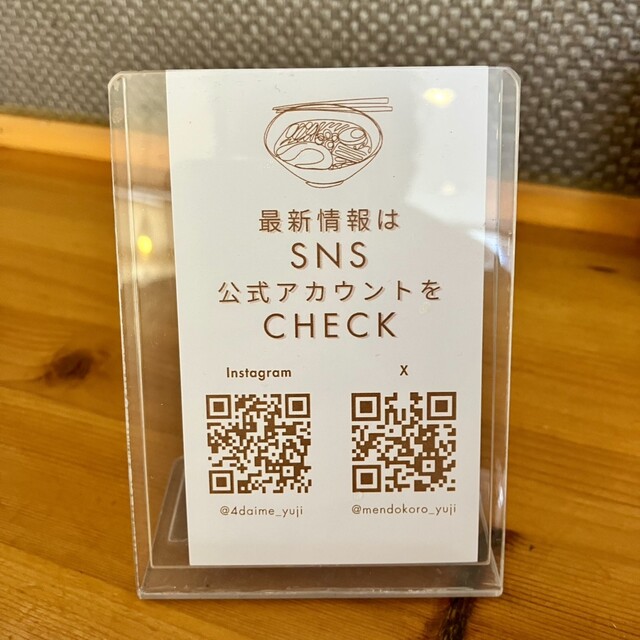 最新情報は
SNS
公式アカウントを
CHECK
Instagram
X
@4daime_yuji
@mendokoro_yuji